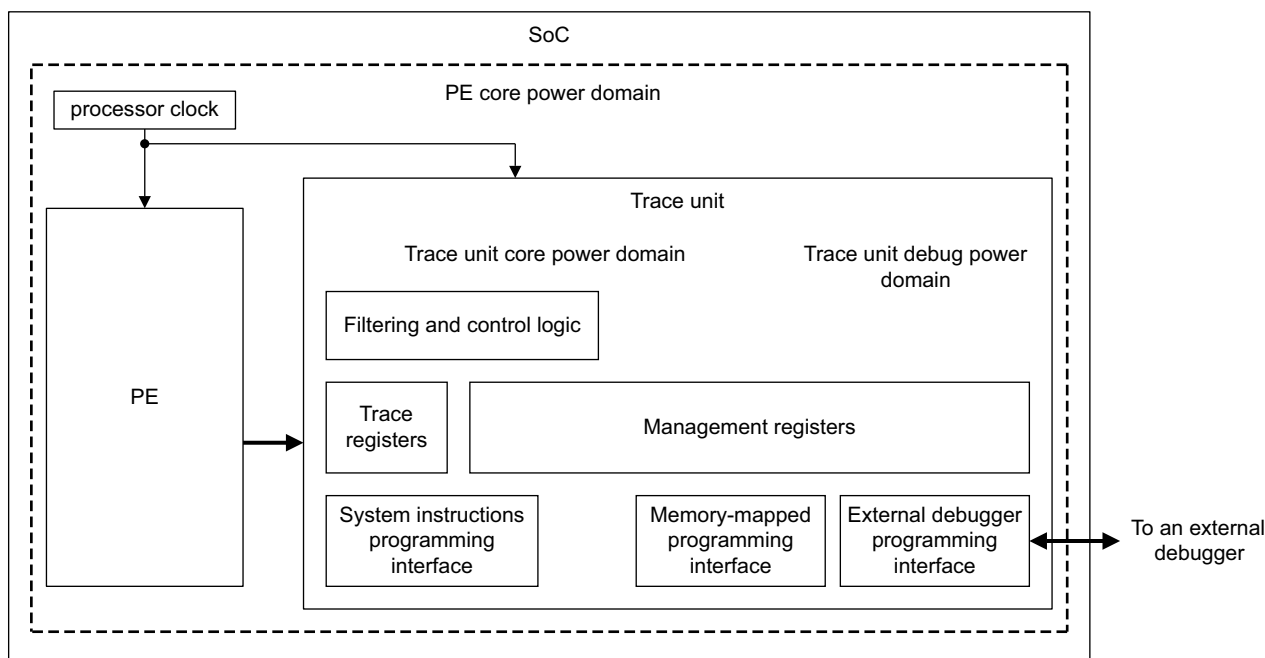 SoC
PE core power domain
processor clock
Trace unit
Trace unit core power domain
Trace unit debug power
domain
Filtering and control logic
PE
Trace
registers
Management registers
System instructions
programming
interface
Memory-mapped
programming
interface
External debugger
programming
interface
To an external
debugger